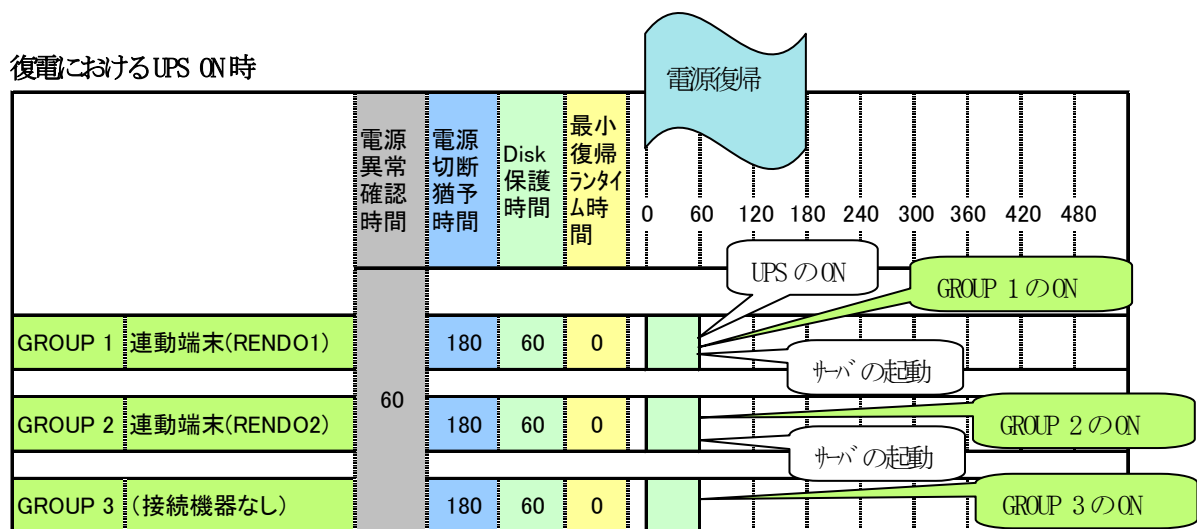 復電におけるUPS ON時
電源復帰
電源
異常
確認
時間
電源
切断
猶予
時間
Disk
保護
時間
最小
復帰
ランタイ
ム時
間
0 60 120 180 240 300 360 420 480
UPSのON
GROUP 1のON
GROUP 1 連動端末(RENDO1) 180 60 0
サーバの起動
60
GROUP 2 連動端末(RENDO2) 180 60 0
GROUP 2のON
サーバの起動
GROUP 3 (接続機器なし) 180 60 0
GROUP 3のON